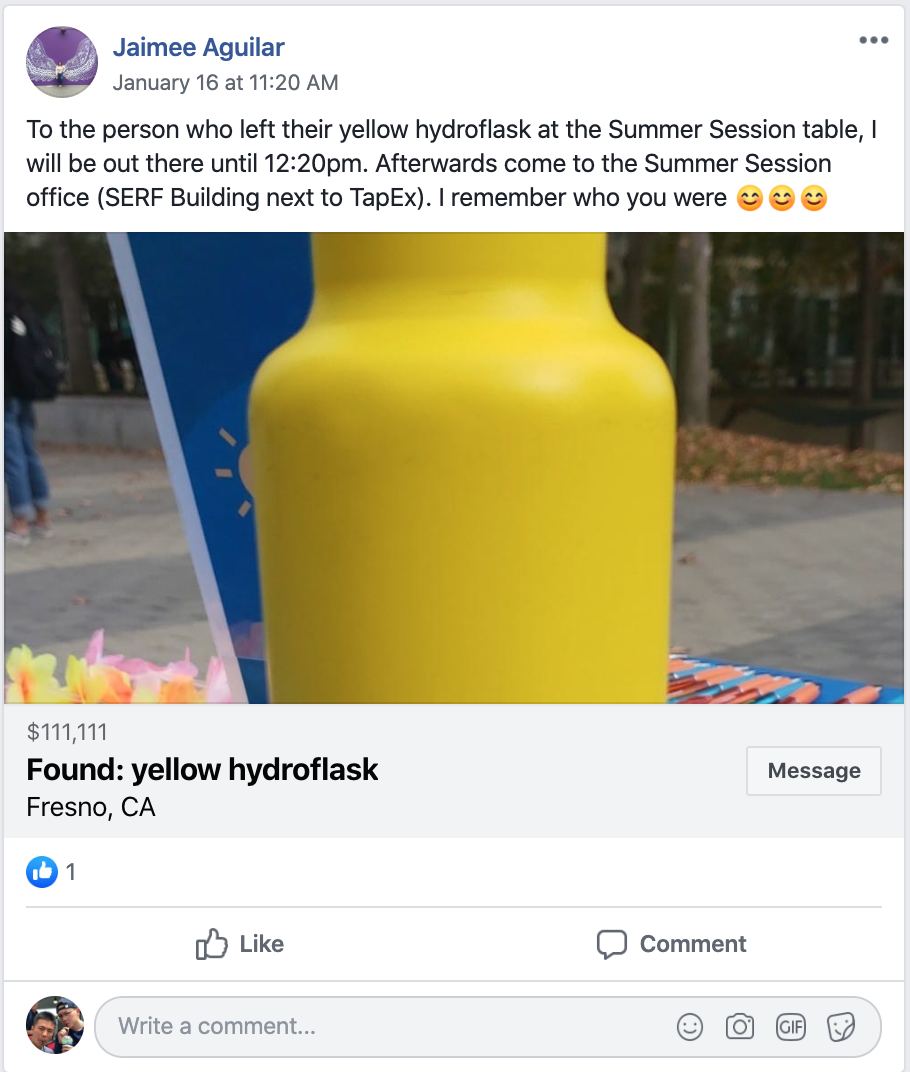 Jaimee Aguilar
January 16 at 11:20 AM
To the person who left their yellow hydroflask at the Summer Session table, I
will be out there until 12:20pm. Afterwards come to the Summer Session
office (SERF Building next to TapEx). I remember who you were 😊😊😊
$111,111
Found: yellow hydroflask
Fresno, CA
Message
1
Like
Comment
Write a comment...
GIF